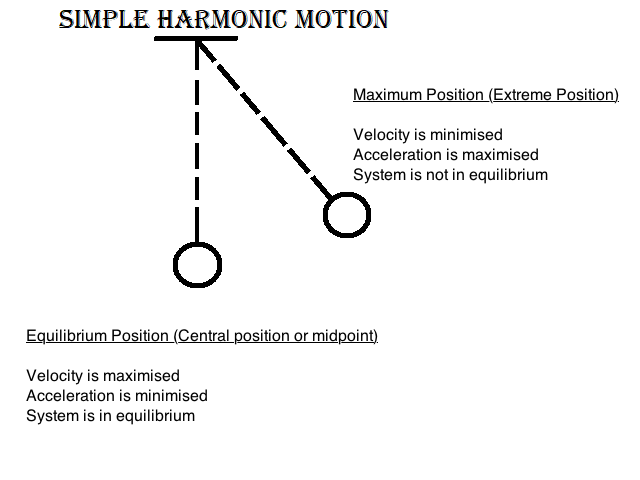 SIMPLE HARMONIC MOTION
Maximum Position (Extreme Position)
Velocity is minimised
Acceleration is maximised
System is not in equilibrium
Equilibrium Position (Central position or midpoint)
Velocity is maximised
Acceleration is minimised
System is in equilibrium